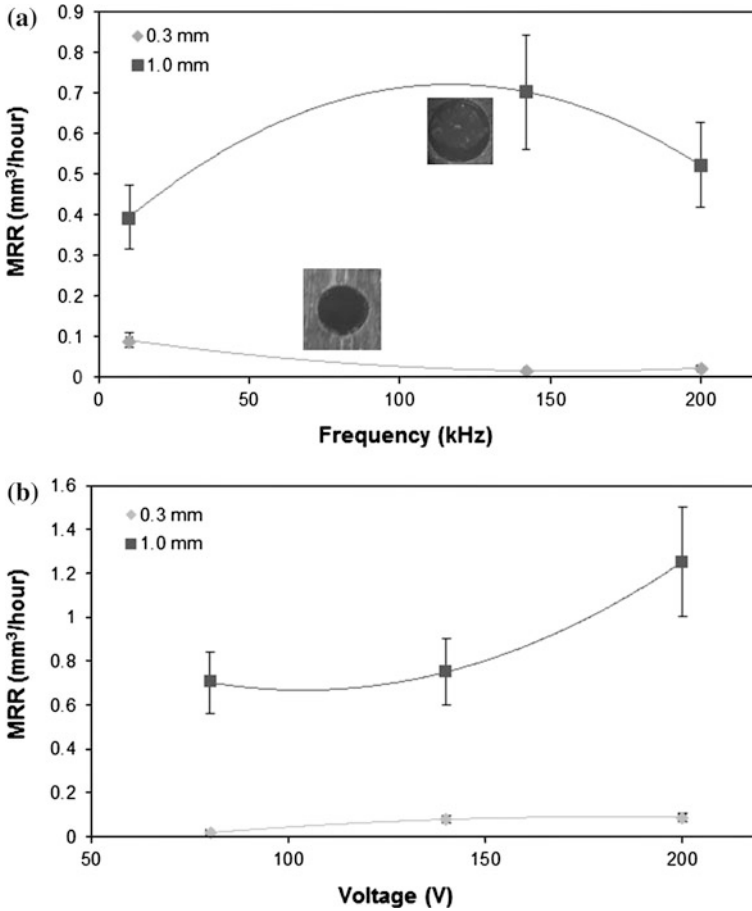 (a)
0.9
0.8
0.7
0.6
0.5
0.4
0.3
0.2
0.1
0
0.3 mm
1.0 mm
MRR (mm³/hour)
0 50 100 150 200
Frequency (kHz)
(b)
1.6
1.4
1.2
1
0.8
0.6
0.4
0.2
0
0.3 mm
1.0 mm
MRR (mm³/hour)
50 100 150 200
Voltage (V)